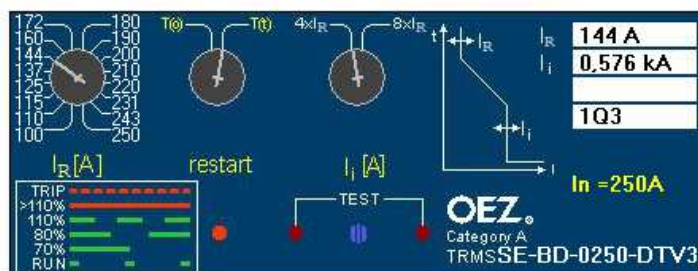 172 180
160 190
144 200
137 210
125 220
115 231
110 243
100 250
IR[A]
T(o) T(t)
restart
4xIR 8xIR
Ii [A]
t
IR
Ii
I
IR 144 A
Ii 0,576 kA
1Q3
In =250A
TRIP
>110%
110%
80%
70%
RUN
TEST
OEZ®
Category A
TRMS SE-BD-0250-DTV3